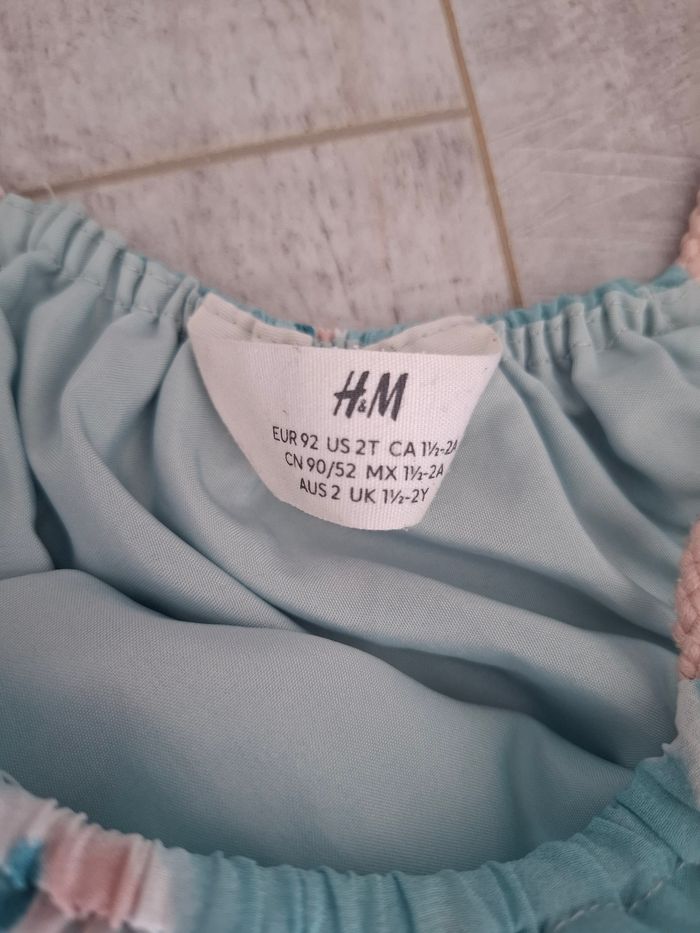 H&M
EUR 92 US 2T CA 1½-2A
CN 90/52 MX 1½-2A
AUS 2 UK 1½-2Y